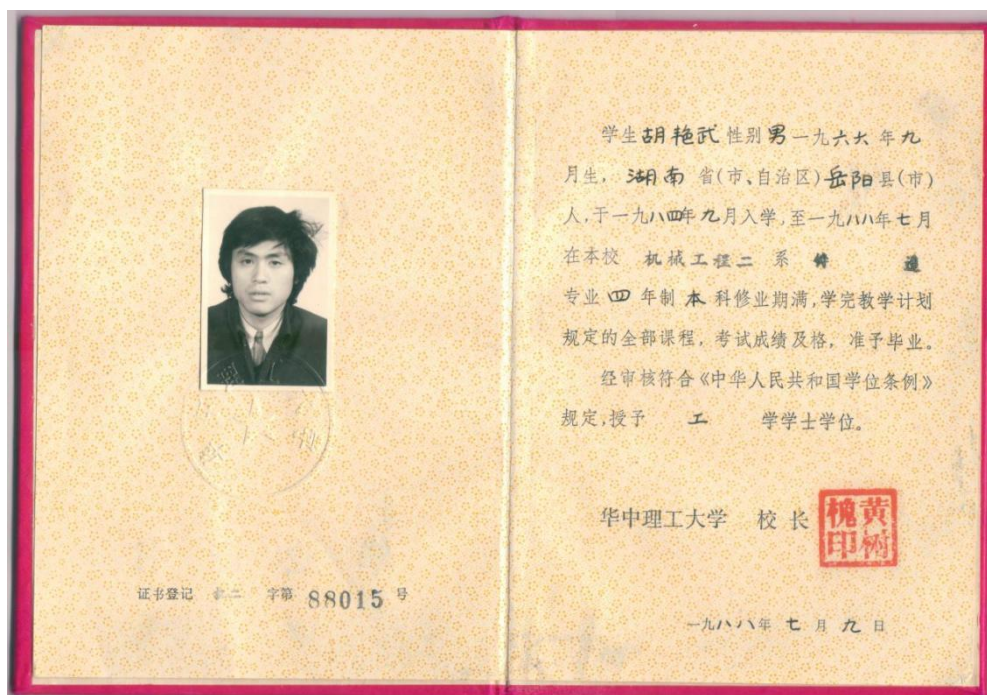 证书登记 二 字第 88015 号
学生胡艳武性别男一九六六年九
月生, 湖南省(市、自治区)岳阳县(市)
人,于一九八四年九月入学,至一九八八年七月
在本校 机械工程二 系
专业四年制本科修业期满,学完教学计划
规定的全部课程,考试成绩及格,准予毕业。
经审核符合《中华人民共和国学位条例》
规定,授予 工 学学士学位。
华中理工大学 校长
黄树槐印
一九八八年七月九日